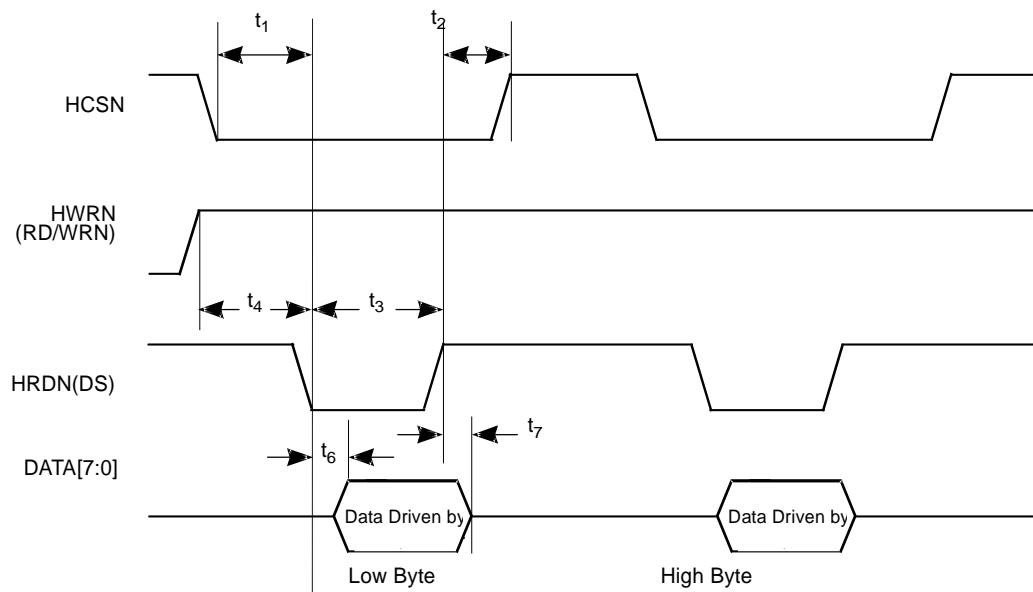 t1
t2
HCSN
HWRN
(RD/WRN)
t4
t3
HRDN(DS)
t6
t7
DATA[7:0]
Data Driven by
Data Driven by
Low Byte
High Byte